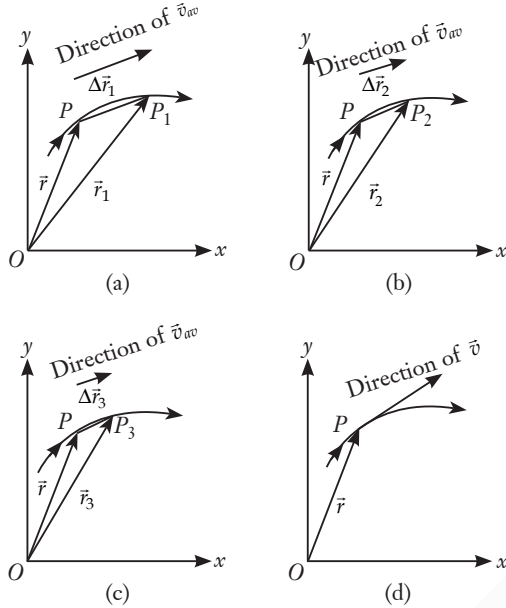 y
Direction of v⃗av
Δr⃗1
P
P1
r⃗
r⃗1
O
x
(a)
y
Direction of v⃗av
Δr⃗2
P
P2
r⃗
r⃗2
O
x
(b)
y
Direction of v⃗av
Δr⃗3
P
P3
r⃗
r⃗3
O
x
(c)
y
Direction of v⃗
P
r⃗
O
x
(d)